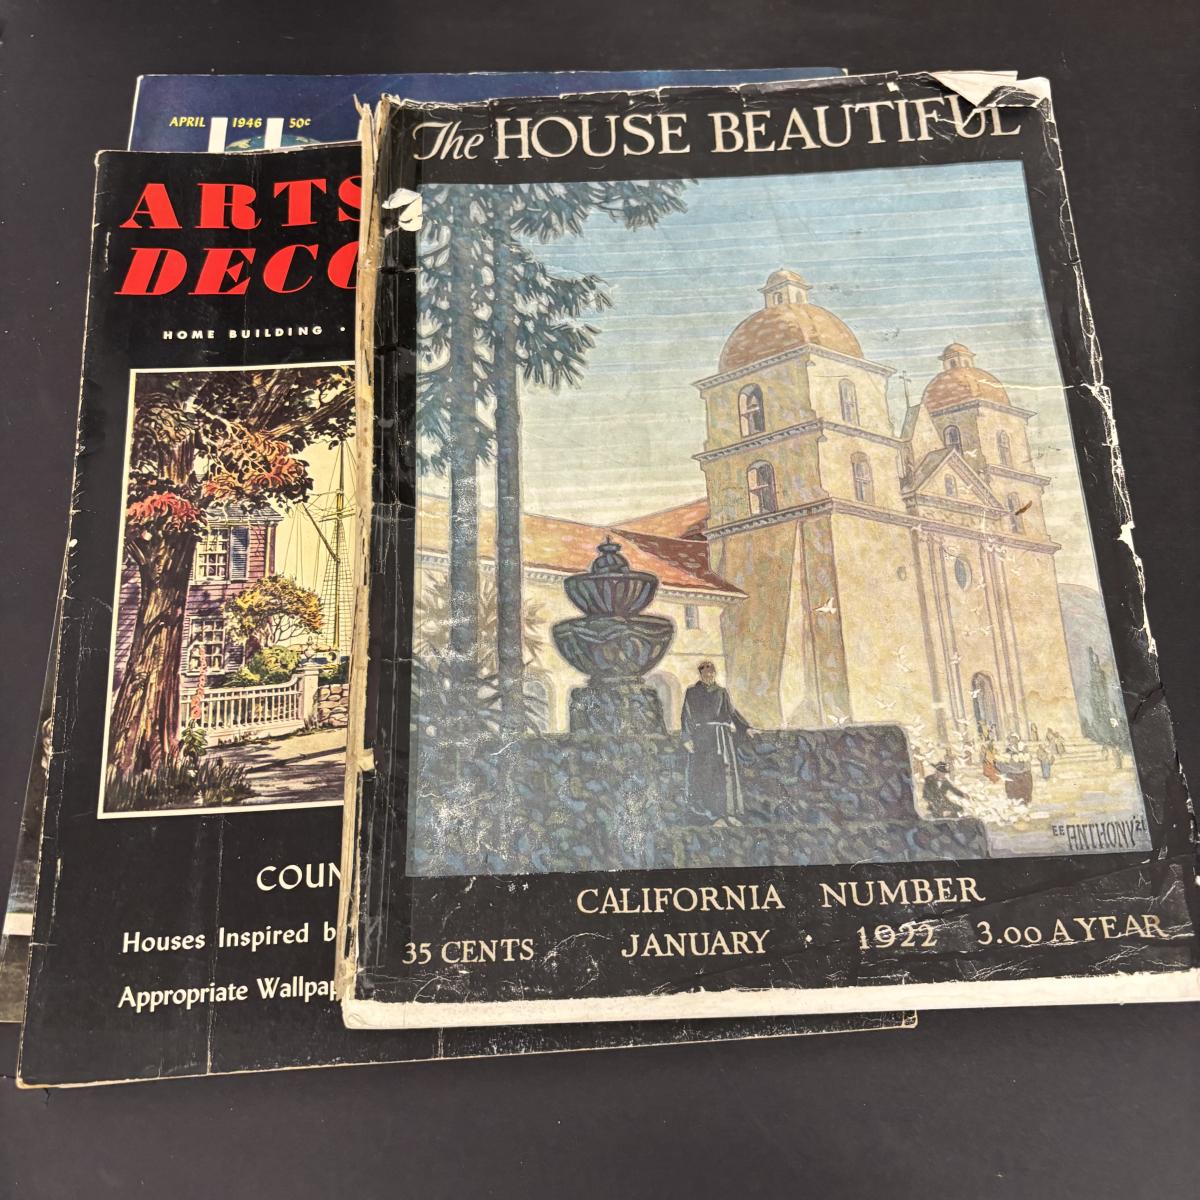 APRIL 1946 50¢
ARTS
DECO
HOME BUILDING •
COUN
Houses Inspired b
Appropriate Wallpap
The HOUSE BEAUTIFUL
EE ANTHONY '21
CALIFORNIA NUMBER
35 CENTS JANUARY • 1922 3.00 A YEAR